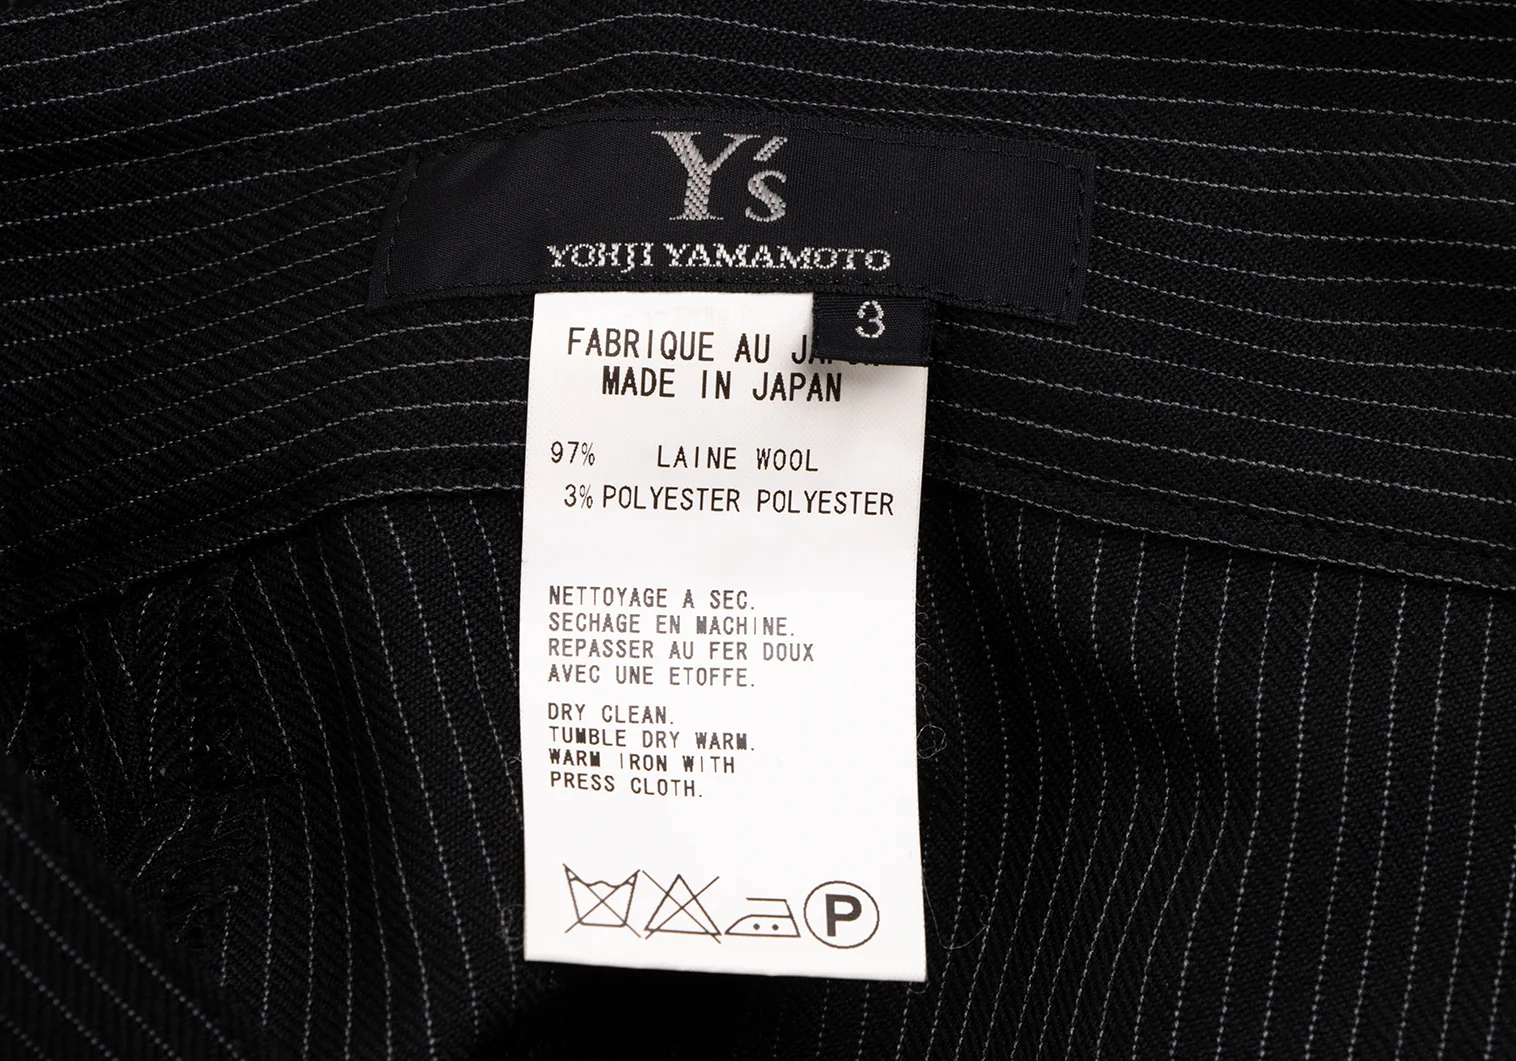 Y's
YOHJI YAMAMOTO
3
FABRIQUE AU
MADE IN JAPAN
97% LAINE WOOL
3% POLYESTER POLYESTER
NETTOYAGE A SEC.
SECHAGE EN MACHINE.
REPASSER AU FER DOUX
AVEC UNE ETOFFE.
DRY CLEAN.
TUMBLE DRY WARM.
WARM IRON WITH
PRESS CLOTH.
P